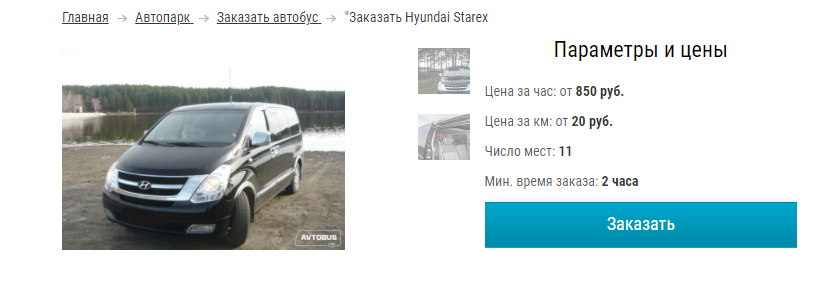 Главная → Автопарк → Заказать автобус → "Заказать Hyundai Starex
Параметры и цены
Цена за час: от 850 руб.
Цена за км: от 20 руб.
Число мест: 11
Мин. время заказа: 2 часа
Заказать
AVTOBUS